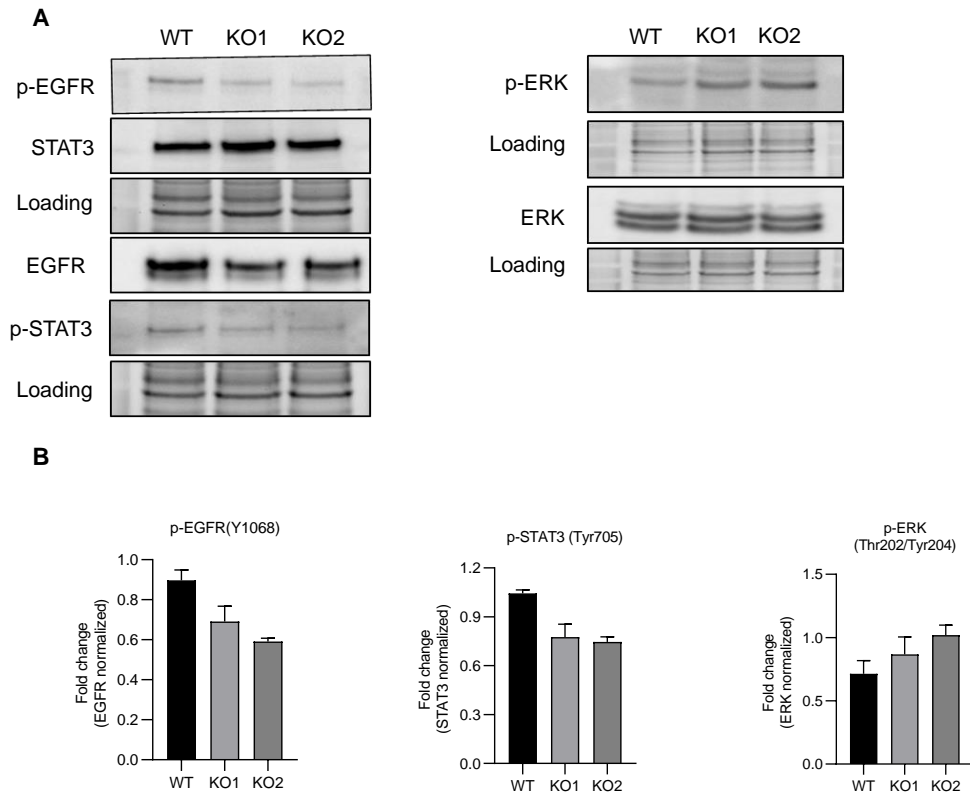 A
WT KO1 KO2
p-EGFR
STAT3
Loading
EGFR
p-STAT3
Loading
WT KO1 KO2
p-ERK
Loading
ERK
Loading
B
p-EGFR(Y1068)
Fold change
(EGFR normalized)
1.0
0.8
0.6
0.4
0.2
0.0
WT KO1 KO2
p-STAT3 (Tyr705)
Fold change
(STAT3 normalized)
1.2
0.9
0.6
0.3
0.0
WT KO1 KO2
p-ERK
(Thr202/Tyr204)
Fold change
(ERK normalized)
1.5
1.0
0.5
0.0
WT KO1 KO2